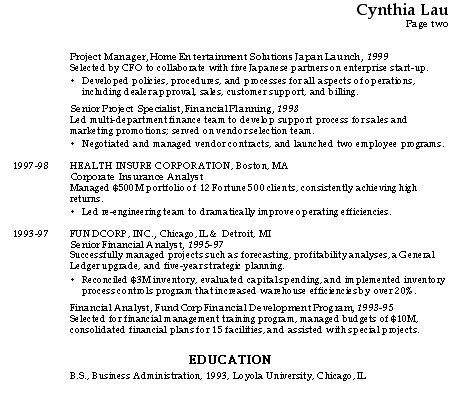 Cynthia Lau
Page two
Project Manager, Home Entertainment Solutions Japan Launch, 1999
Selected by CFO to collaborate with five Japanese partners on enterprise start-up.
• Developed policies, procedures, and processes for all aspects of operations,
including dealer approval, sales, customer support, and billing.
Senior Project Specialist, Financial Planning, 1998
Led multi-department finance team to develop support process for sales and
marketing promotions; served on vendor selection team.
• Negotiated and managed vendor contracts, and launched two employee programs.
1997-98 HEALTH INSURE CORPORATION, Boston, MA
Corporate Insurance Analyst
Managed $500M portfolio of 12 Fortune 500 clients, consistently achieving high
returns.
• Led re-engineering team to dramatically improve operating efficiencies.
1993-97 FUNDCORP, INC., Chicago, IL & Detroit, MI
Senior Financial Analyst, 1995-97
Successfully managed projects such as forecasting, profitability analyses, a General
Ledger upgrade, and five-year strategic planning.
• Reconciled $3M inventory, evaluated capital spending, and implemented inventory
process controls program that increased warehouse efficiencies by over 20%.
Financial Analyst, Fund Corp Financial Development Program, 1993-95
Selected for financial management training program, managed budgets of $10M,
consolidated financial plans for 15 facilities, and assisted with special projects.
EDUCATION
B.S., Business Administration, 1993, Loyola University, Chicago, IL